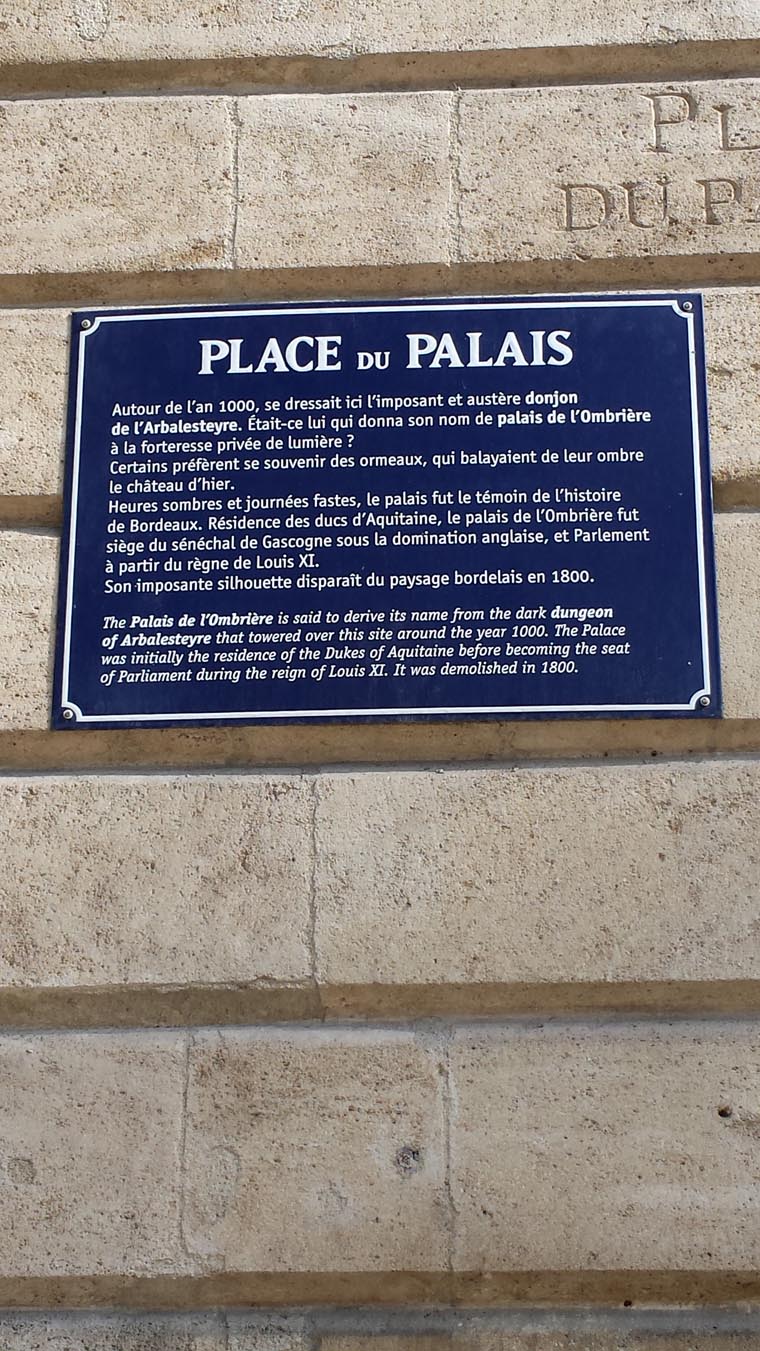 PL
DU PA
PLACE DU PALAIS
Autour de l'an 1000, se dressait ici l'imposant et austère donjon
de l'Arbalesteyre. Était-ce lui qui donna son nom de palais de l'Ombrière
à la forteresse privée de lumière ?
Certains préfèrent se souvenir des ormeaux, qui balayaient de leur ombre
le château d'hier.
Heures sombres et journées fastes, le palais fut le témoin de l'histoire
de Bordeaux. Résidence des ducs d'Aquitaine, le palais de l'Ombrière fut
siège du sénéchal de Gascogne sous la domination anglaise, et Parlement
à partir du règne de Louis XI.
Son imposante silhouette disparaît du paysage bordelais en 1800.
The Palais de l'Ombrière is said to derive its name from the dark dungeon
of Arbalesteyre that towered over this site around the year 1000. The Palace
was initially the residence of the Dukes of Aquitaine before becoming the seat
of Parliament during the reign of Louis XI. It was demolished in 1800.